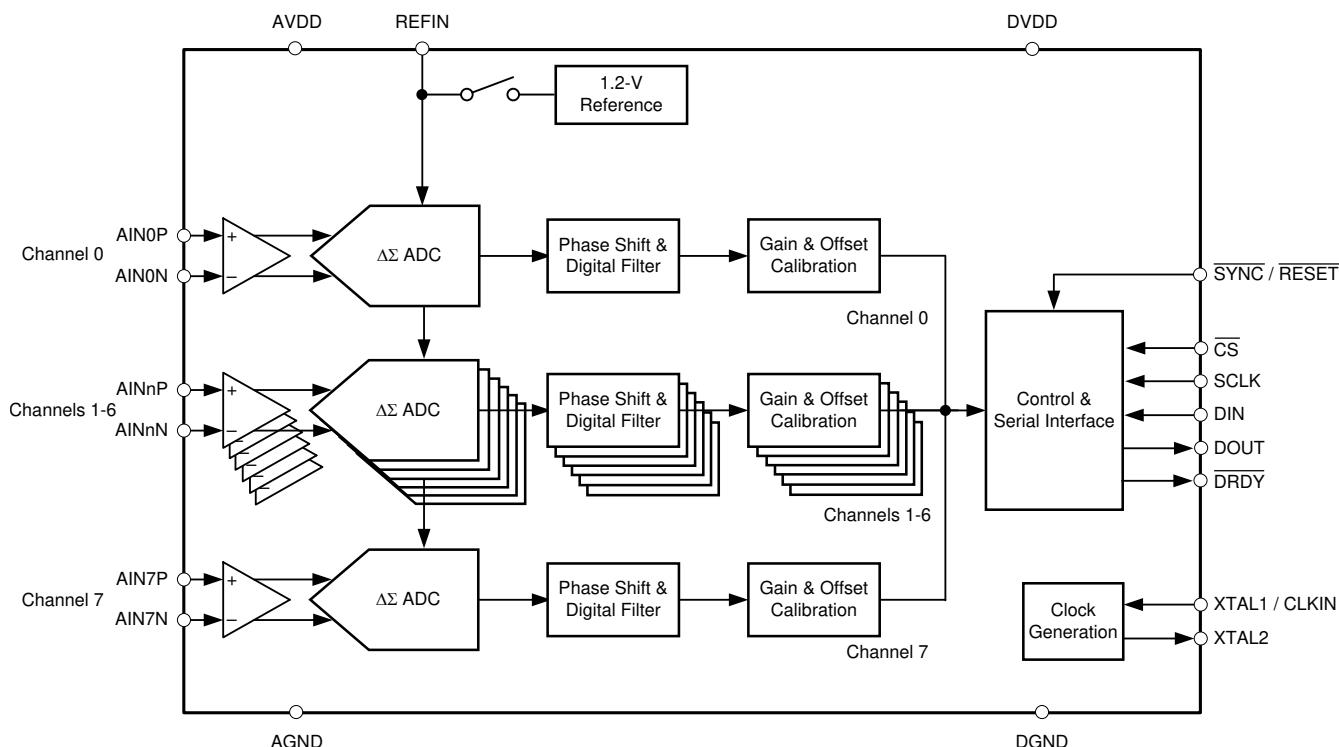 AVDD
REFIN
DVDD
1.2-V
Reference
Channel 0
AIN0P
AIN0N
+
−
ΔΣ ADC
Phase Shift &
Digital Filter
Gain & Offset
Calibration
Channel 0
SYNC / RESET
Channels 1-6
AINnP
AINnN
+
−
−
−
−
−
−
ΔΣ ADC
Phase Shift &
Digital Filter
Gain & Offset
Calibration
Channels 1-6
Control &
Serial Interface
CS
SCLK
DIN
DOUT
DRDY
Channel 7
AIN7P
AIN7N
+
−
ΔΣ ADC
Phase Shift &
Digital Filter
Gain & Offset
Calibration
Channel 7
Clock
Generation
XTAL1 / CLKIN
XTAL2
AGND
DGND